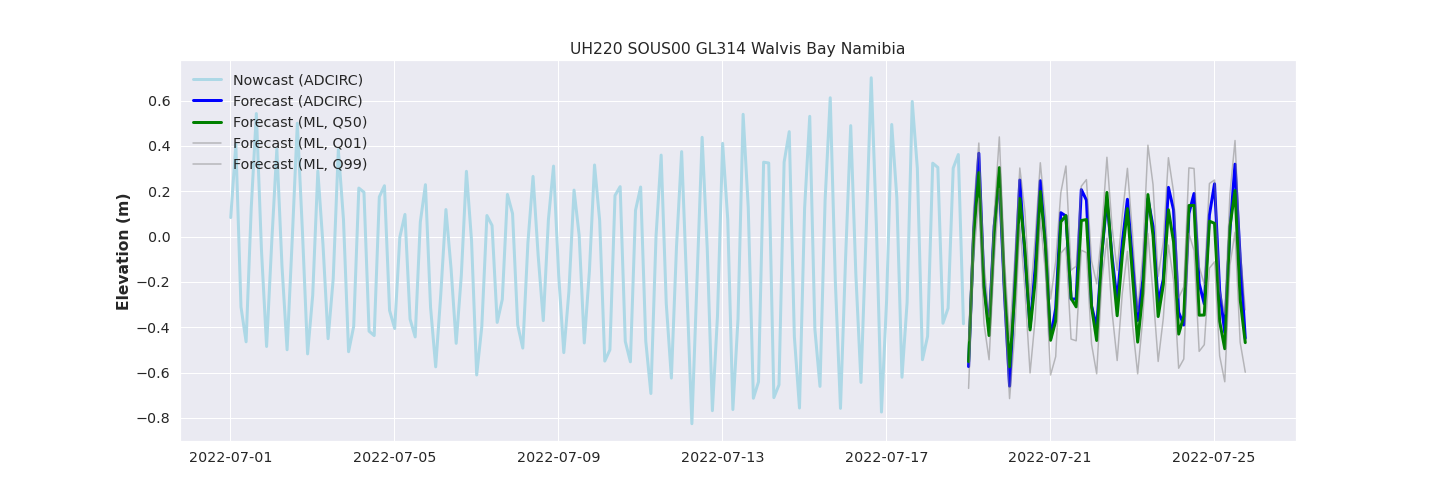 UH220 SOUS00 GL314 Walvis Bay Namibia
Nowcast (ADCIRC)
Forecast (ADCIRC)
Forecast (ML, Q50)
Forecast (ML, Q01)
Forecast (ML, Q99)
Elevation (m)
0.6
0.4
0.2
0.0
−0.2
−0.4
−0.6
−0.8
2022-07-01
2022-07-05
2022-07-09
2022-07-13
2022-07-17
2022-07-21
2022-07-25